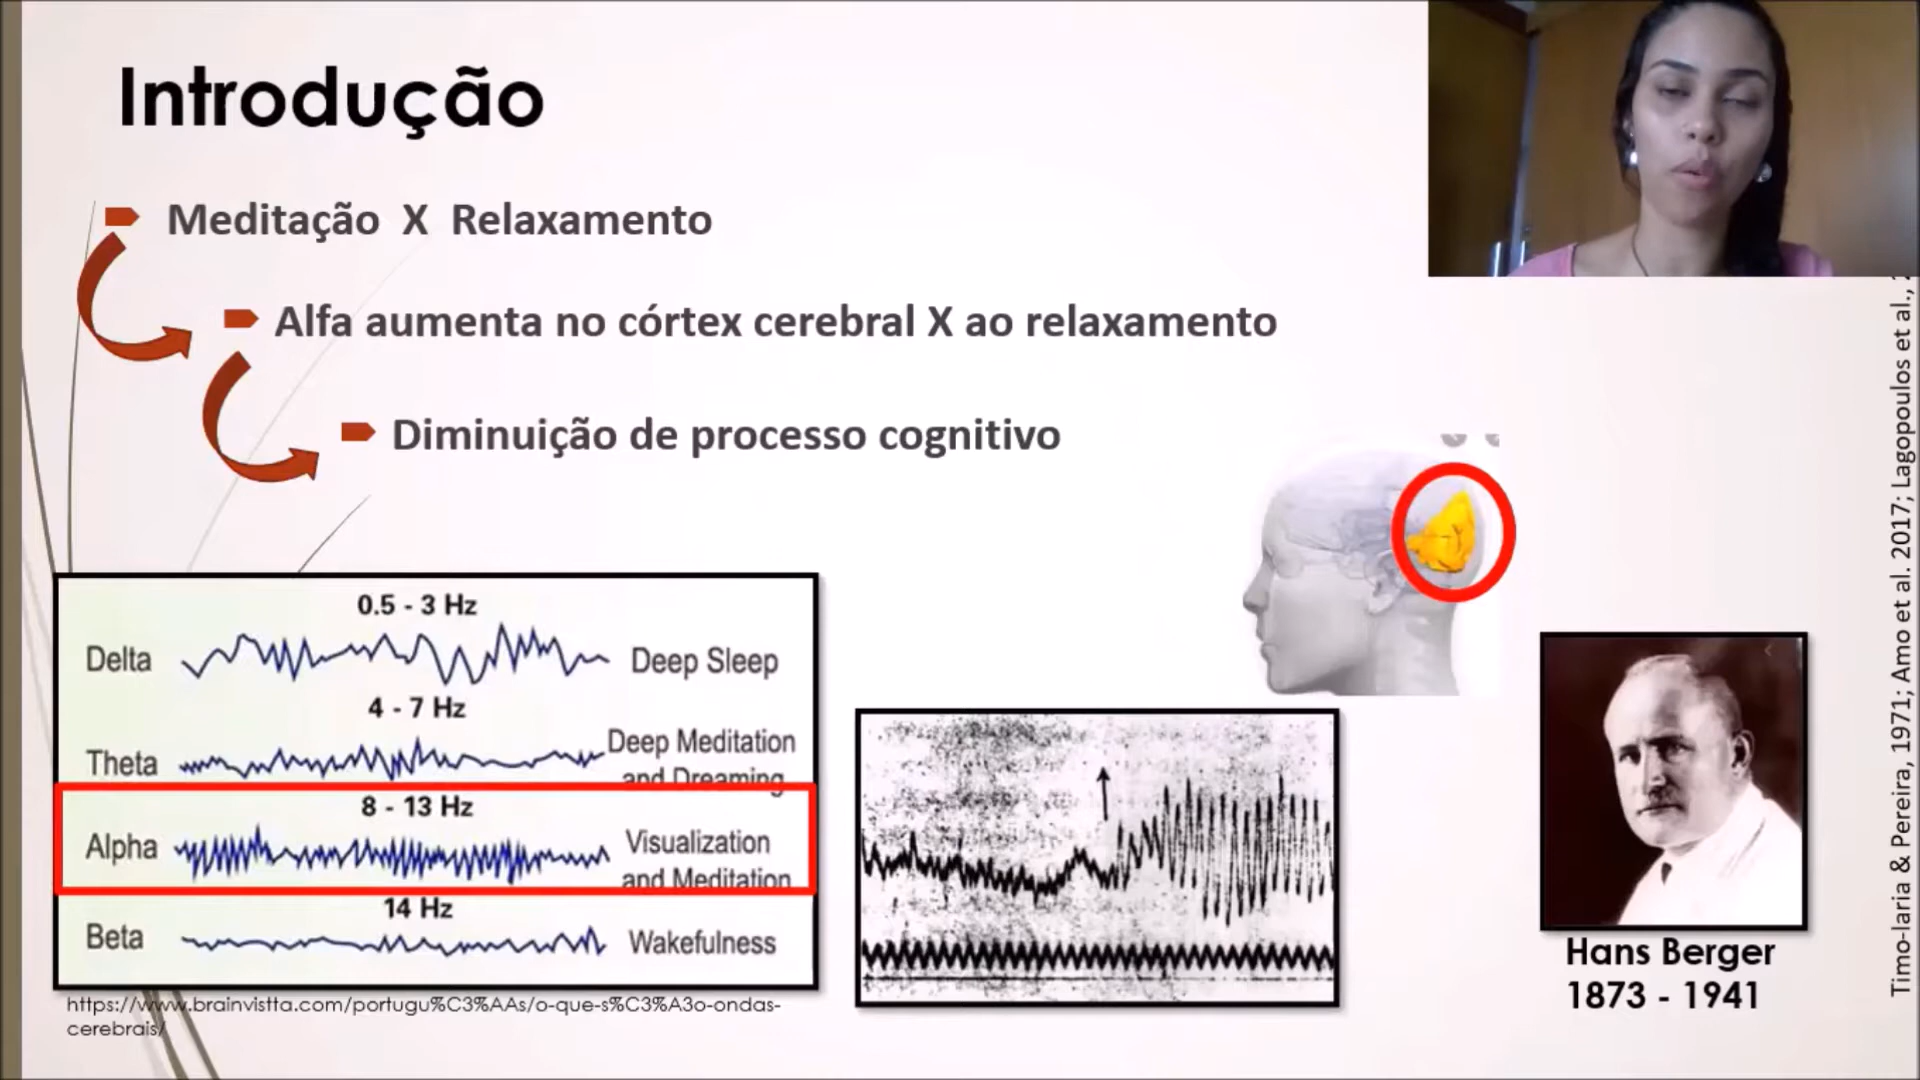 Introdução
Meditação X Relaxamento
Alfa aumenta no córtex cerebral X ao relaxamento
Diminuição de processo cognitivo
0.5 - 3 Hz
Delta
Deep Sleep
4 - 7 Hz
Theta
Deep Meditation
and Dreaming
8 - 13 Hz
Alpha
Visualization
and Meditation
14 Hz
Beta
Wakefulness
https://www.brainvistta.com/portugu%C3%AAs/o-que-s%C3%A3o-ondas-
cerebrais/
Hans Berger
1873 - 1941
Timo-Iaria & Pereira, 1971; Amo et al. 2017; Lagopoulos et al.,